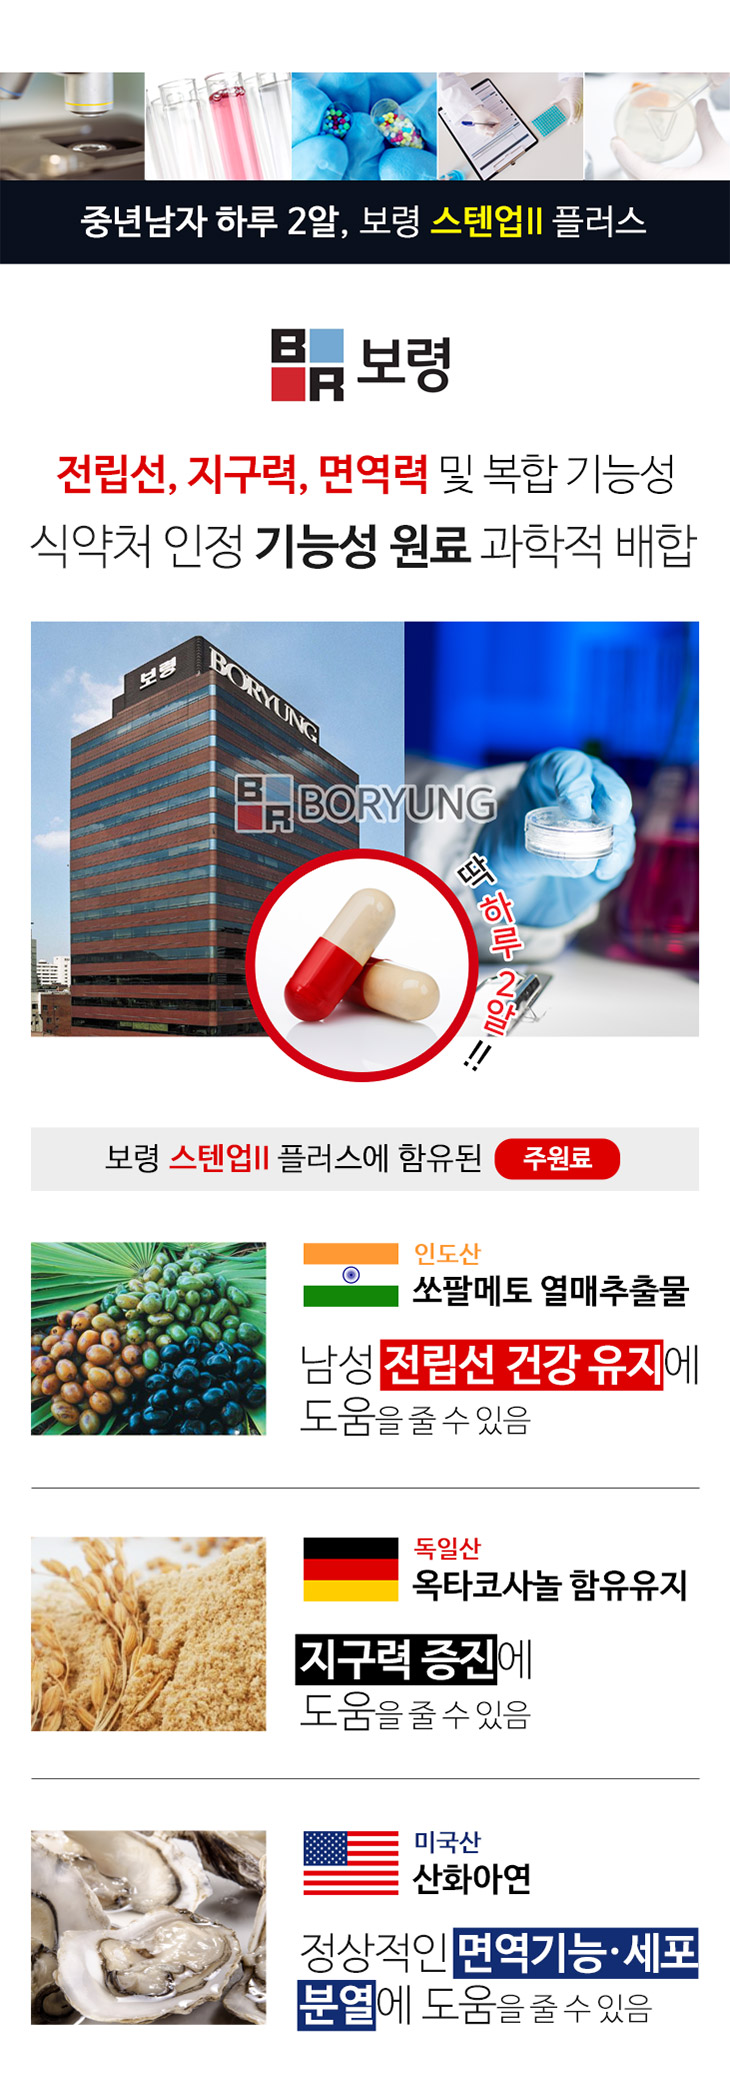 중년남자 하루 2알, 보령 스텐업II 플러스
BR 보령
전립선, 지구력, 면역력 및 복합 기능성
식약처 인정 기능성 원료 과학적 배합
보령 BORYUNG
BR BORYUNG
딱 하루 2알!!
보령 스텐업II 플러스에 함유된 주원료
인도산
쏘팔메토 열매추출물
남성 전립선 건강 유지에
도움을 줄 수 있음
독일산
옥타코사놀 함유유지
지구력 증진에
도움을 줄 수 있음
미국산
산화아연
정상적인 면역기능·세포
분열에 도움을 줄 수 있음